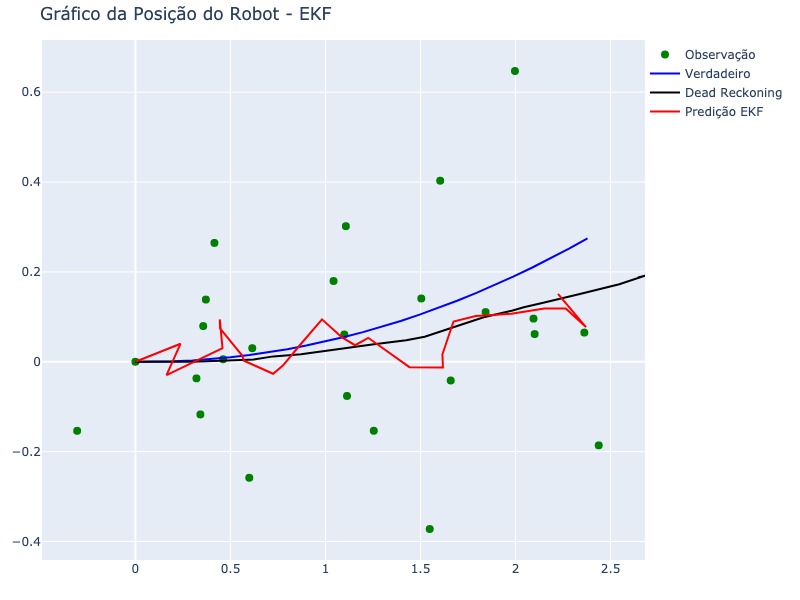 Gráfico da Posição do Robot - EKF
Observação
Verdadeiro
Dead Reckoning
Predição EKF
0.6
0.4
0.2
0
−0.2
−0.4
0 0.5 1 1.5 2 2.5